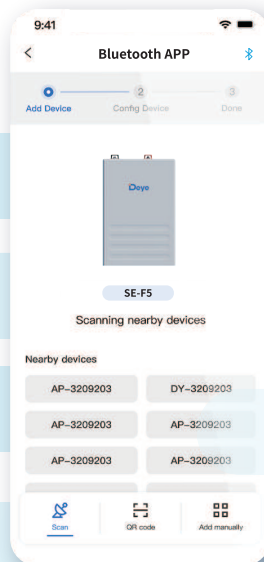 9:41
Bluetooth APP
1 2 3
Add Device Config Device Done
Deye
SE-F5
Scanning nearby devices
Nearby devices
AP-3209203 DY-3209203
AP-3209203 AP-3209203
AP-3209203 AP-3209203
Scan QR code Add manually